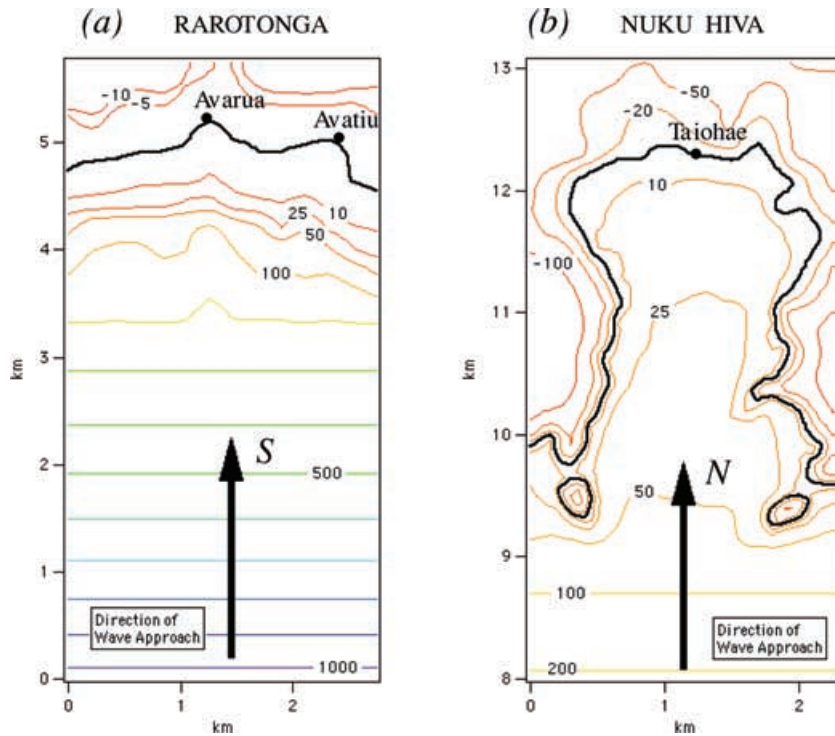 (a) RAROTONGA
-10
-5
Avarua
Avatiu
25
10
50
100
S
500
Direction of
Wave Approach
1000
5
4
3
2
1
0
km
0
1
2
km
(b) NUKU HIVA
-50
-20
Taiohae
10
-100
25
N
50
100
Direction of
Wave Approach
200
13
12
11
10
9
8
km
0
1
2
km